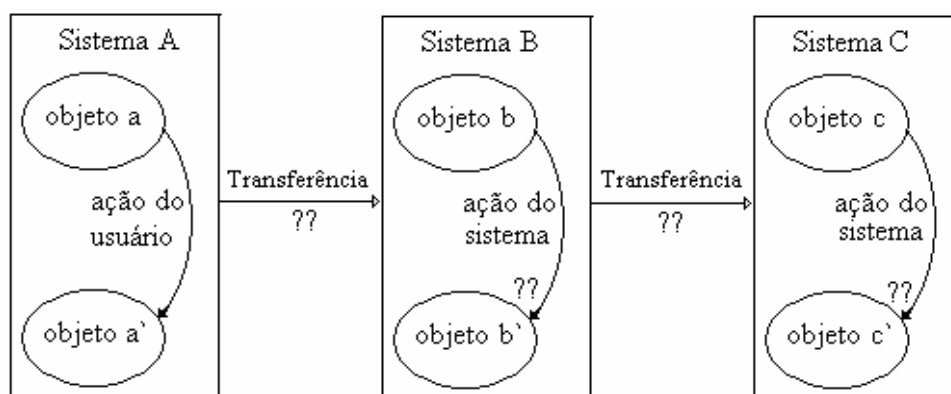 Sistema A
objeto a
ação do
usuário
objeto a`
Transferência
??
Sistema B
objeto b
ação do
sistema
??
objeto b`
Transferência
??
Sistema C
objeto c
ação do
sistema
??
objeto c`